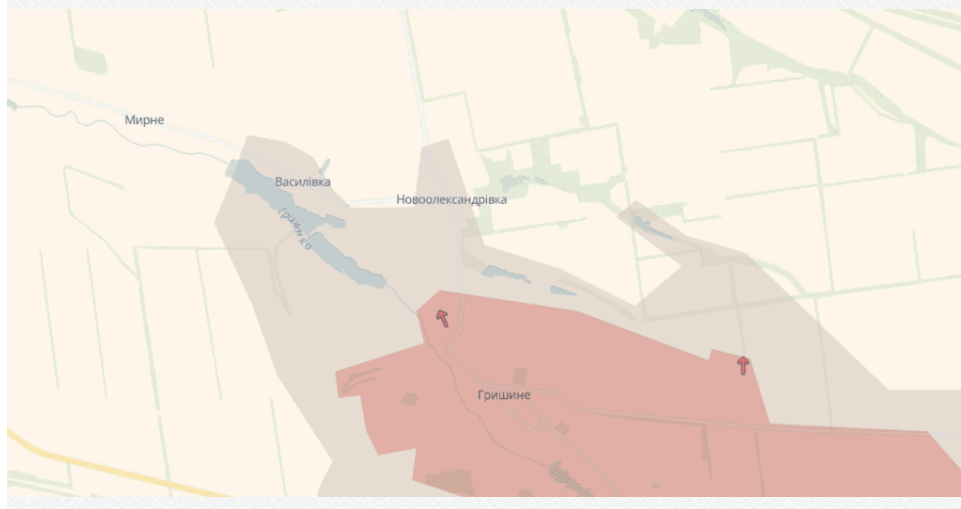 Мирне
Василівка
Новоолександрівка
Гришине